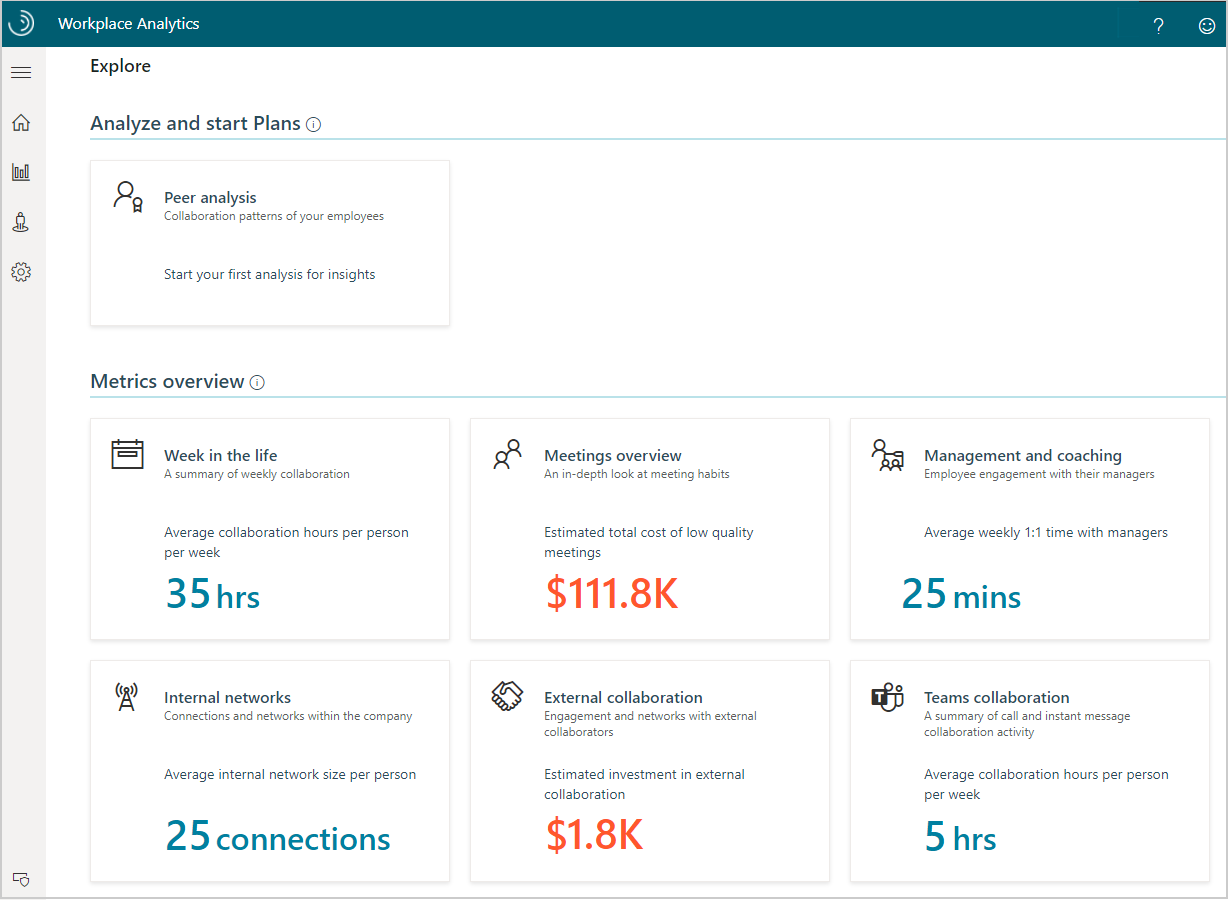 Workplace Analytics
?
Explore
Analyze and start Plans
Peer analysis
Collaboration patterns of your employees
Start your first analysis for insights
Metrics overview
Week in the life
A summary of weekly collaboration
Average collaboration hours per person
per week
35 hrs
Meetings overview
An in-depth look at meeting habits
Estimated total cost of low quality
meetings
$111.8K
Management and coaching
Employee engagement with their managers
Average weekly 1:1 time with managers
25 mins
Internal networks
Connections and networks within the company
Average internal network size per person
25 connections
External collaboration
Engagement and networks with external
collaborators
Estimated investment in external
collaboration
$1.8K
T
Teams collaboration
A summary of call and instant message
collaboration activity
Average collaboration hours per person
per week
5 hrs